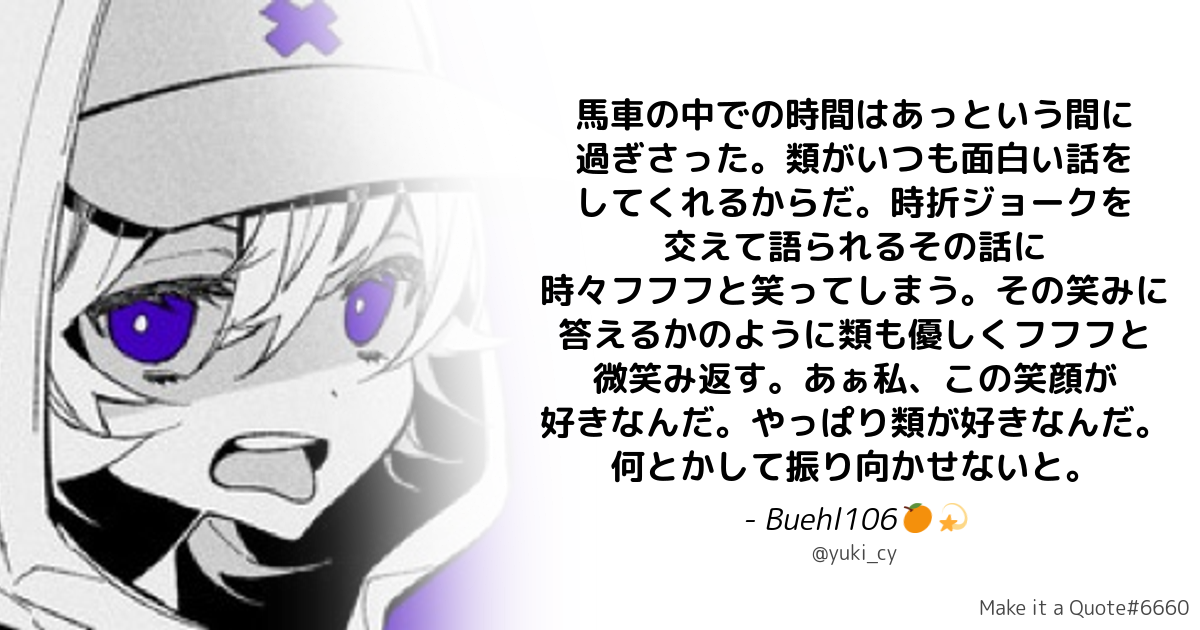 馬車の中での時間はあっという間に
過ぎさった。類がいつも面白い話を
してくれるからだ。時折ジョークを
交えて語られるその話に
時々フフフと笑ってしまう。その笑みに
答えるかのように類も優しくフフフと
微笑み返す。あぁ私、この笑顔が
好きなんだ。やっぱり類が好きなんだ。
何とかして振り向かせないと。
- Buehl106🍊💫
@yuki_cy
Make it a Quote#6660